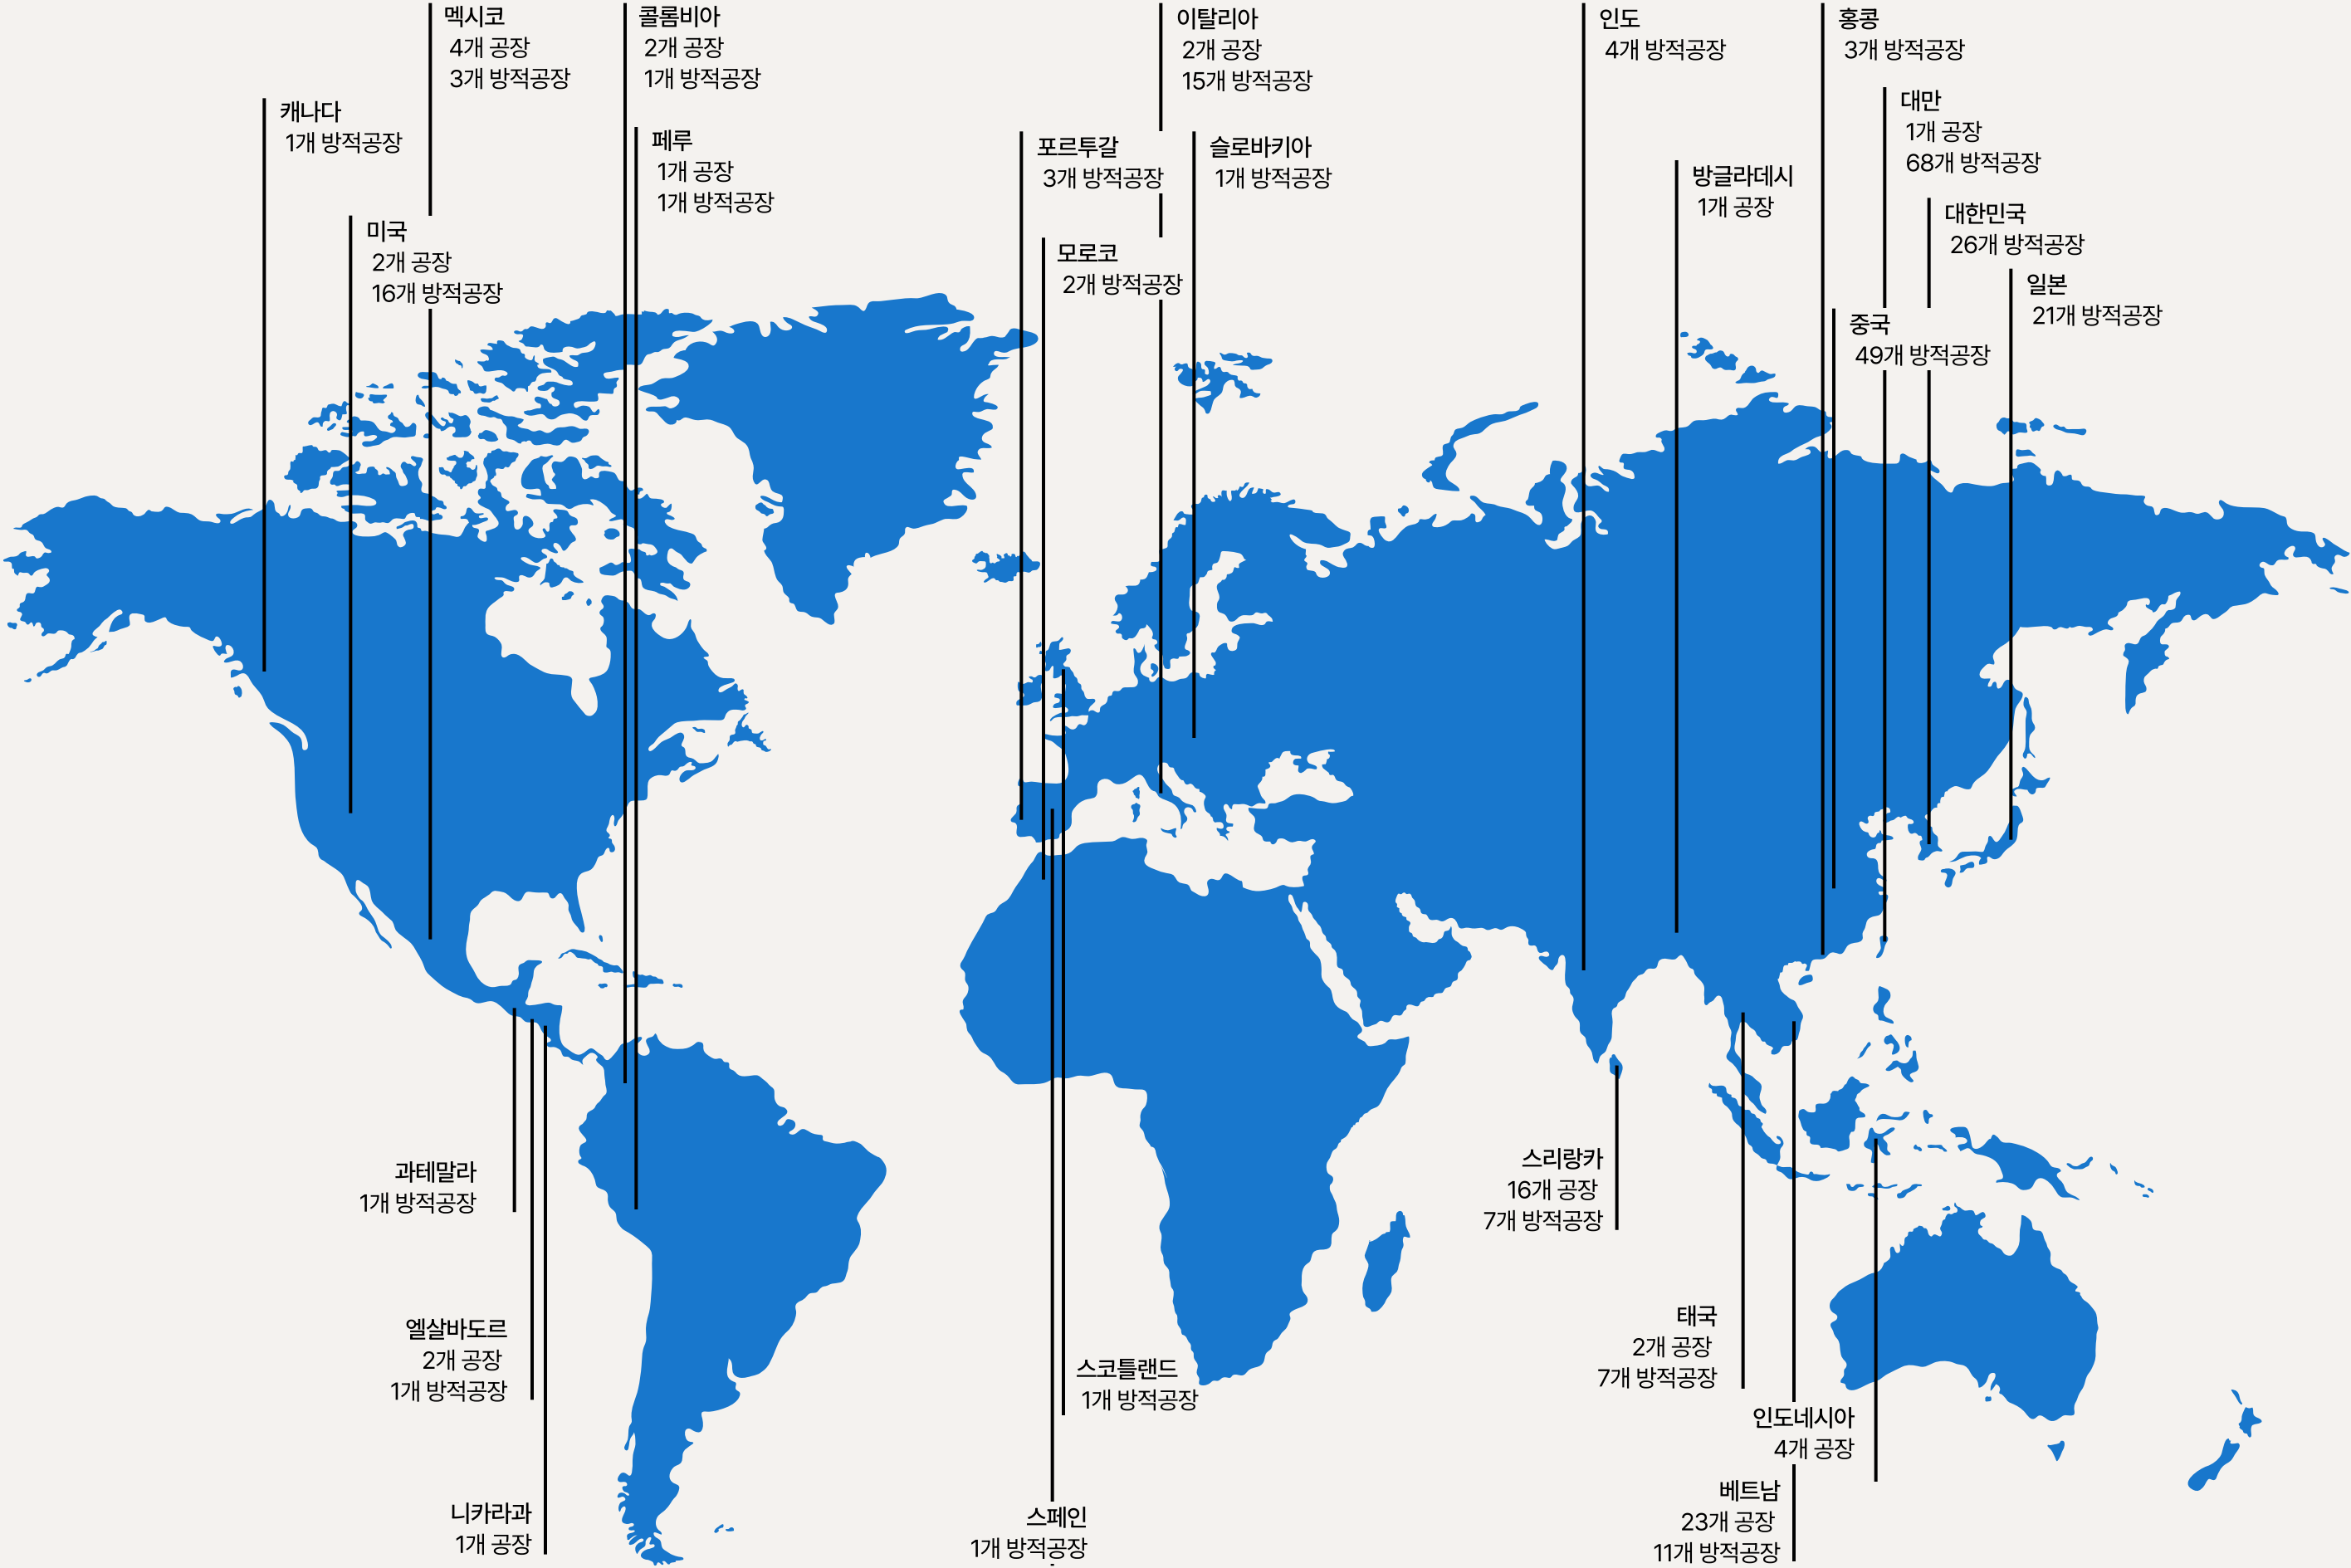 멕시코
4개 공장
3개 방적공장
콜롬비아
2개 공장
1개 방적공장
이탈리아
2개 공장
15개 방적공장
인도
4개 방적공장
홍콩
3개 방적공장
캐나다
1개 방적공장
페루
1개 공장
1개 방적공장
포르투갈
3개 방적공장
슬로바키아
1개 방적공장
방글라데시
1개 공장
대만
1개 공장
68개 방적공장
미국
2개 공장
16개 방적공장
모로코
2개 방적공장
대한민국
26개 방적공장
일본
21개 방적공장
중국
49개 방적공장
과테말라
1개 방적공장
스리랑카
16개 공장
7개 방적공장
엘살바도르
2개 공장
1개 방적공장
스코틀랜드
1개 방적공장
태국
2개 공장
7개 방적공장
인도네시아
4개 공장
니카라과
1개 공장
스페인
1개 방적공장
베트남
23개 공장
11개 방적공장